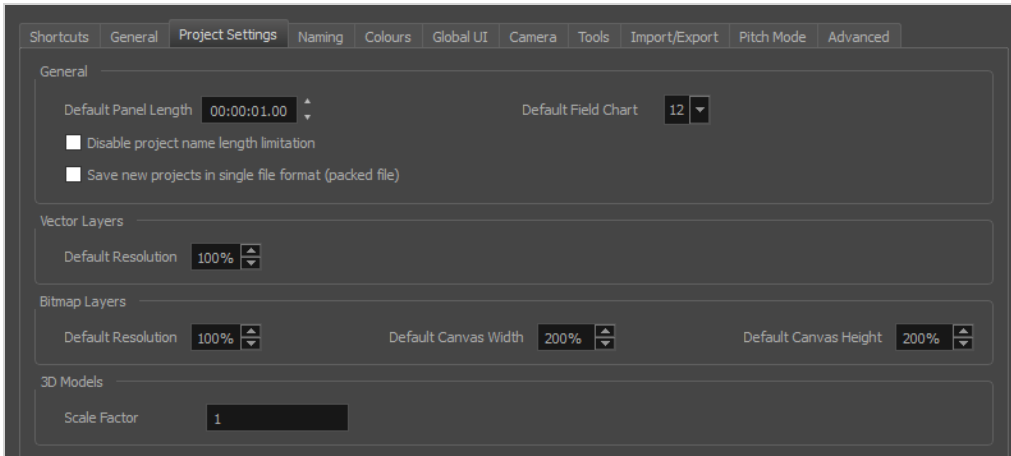 Shortcuts General Project Settings Naming Colours Global UI Camera Tools Import/Export Pitch Mode Advanced
General
Default Panel Length 00:00:01.00 Default Field Chart 12
Disable project name length limitation
Save new projects in single file format (packed file)
Vector Layers
Default Resolution 100%
Bitmap Layers
Default Resolution 100% Default Canvas Width 200% Default Canvas Height 200%
3D Models
Scale Factor 1